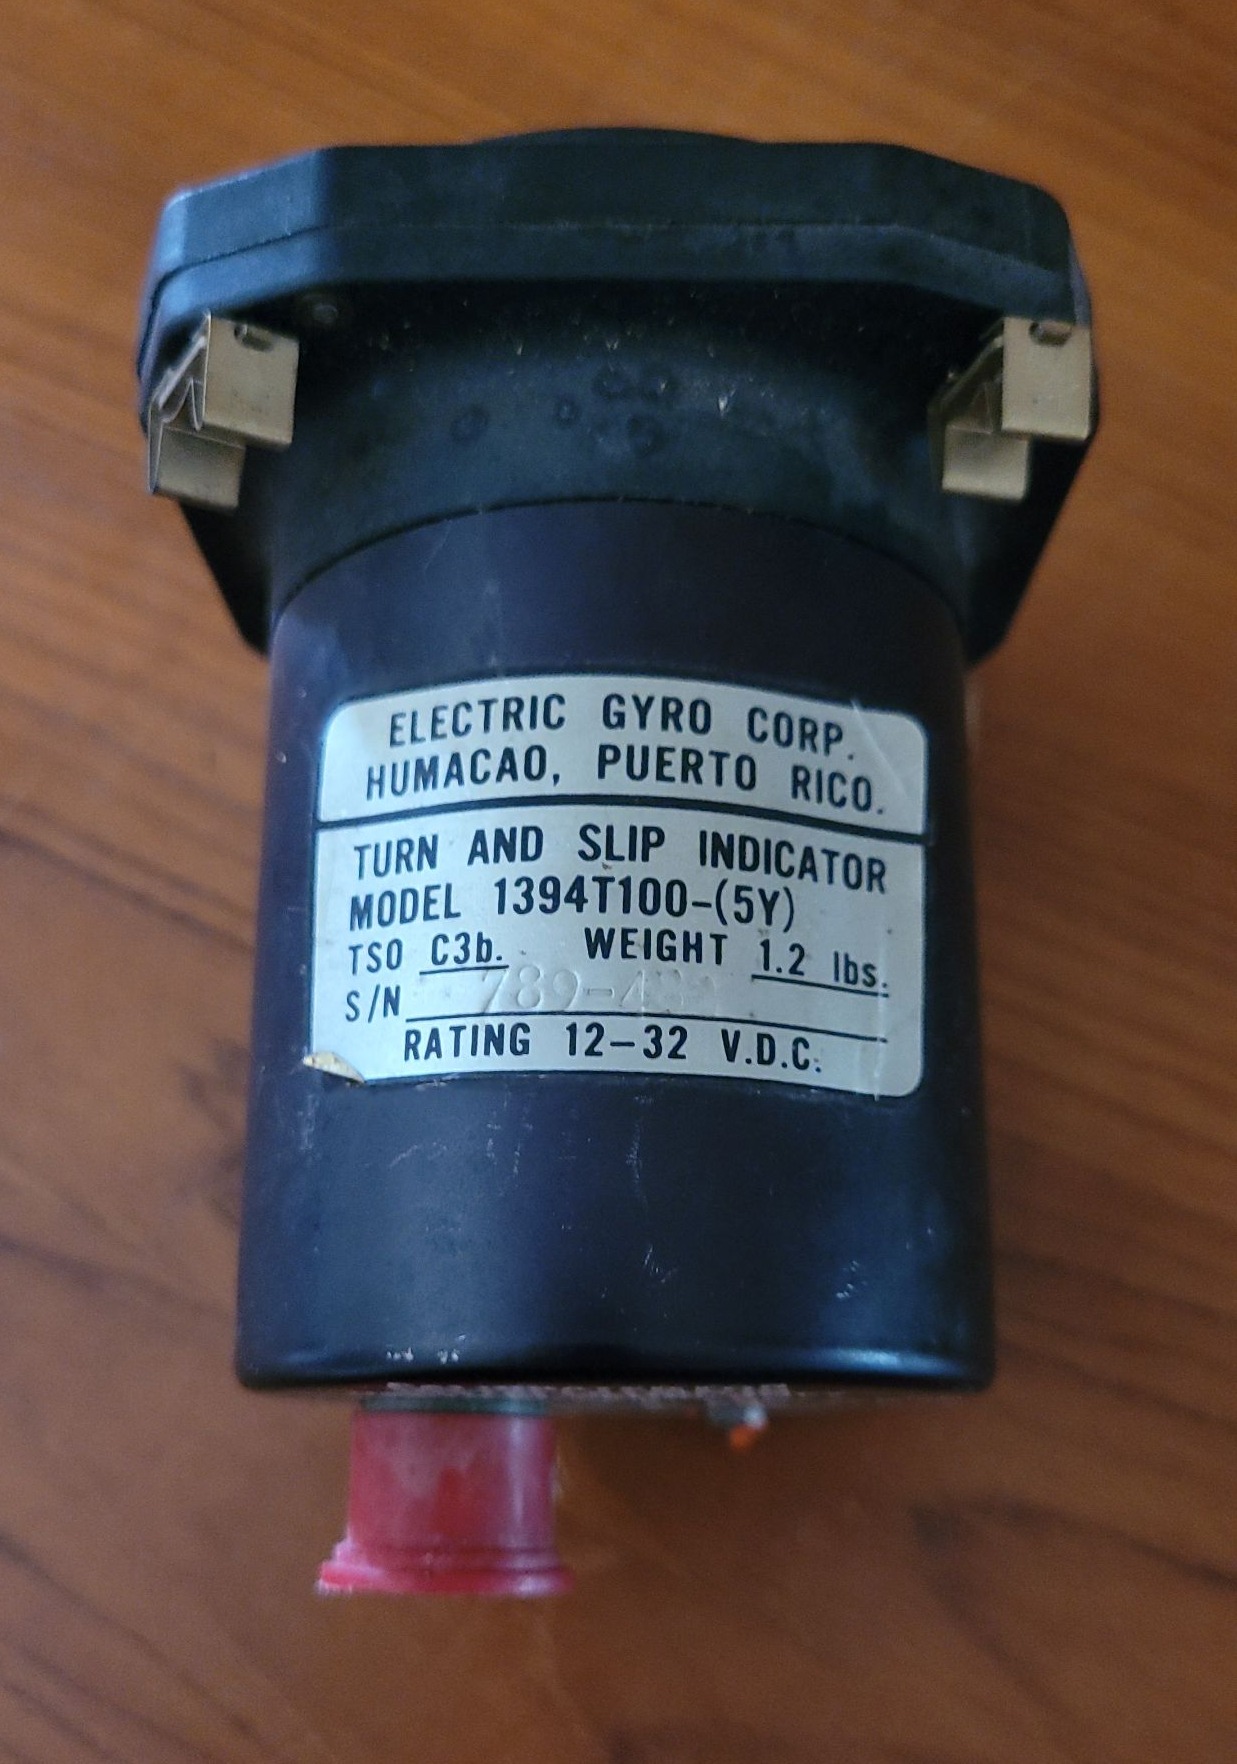 ELECTRIC GYRO CORP.
HUMACAO, PUERTO RICO.
TURN AND SLIP INDICATOR
MODEL 1394T100-(5Y)
TSO C3b. WEIGHT 1.2 lbs.
S/N
RATING 12-32 V.D.C.